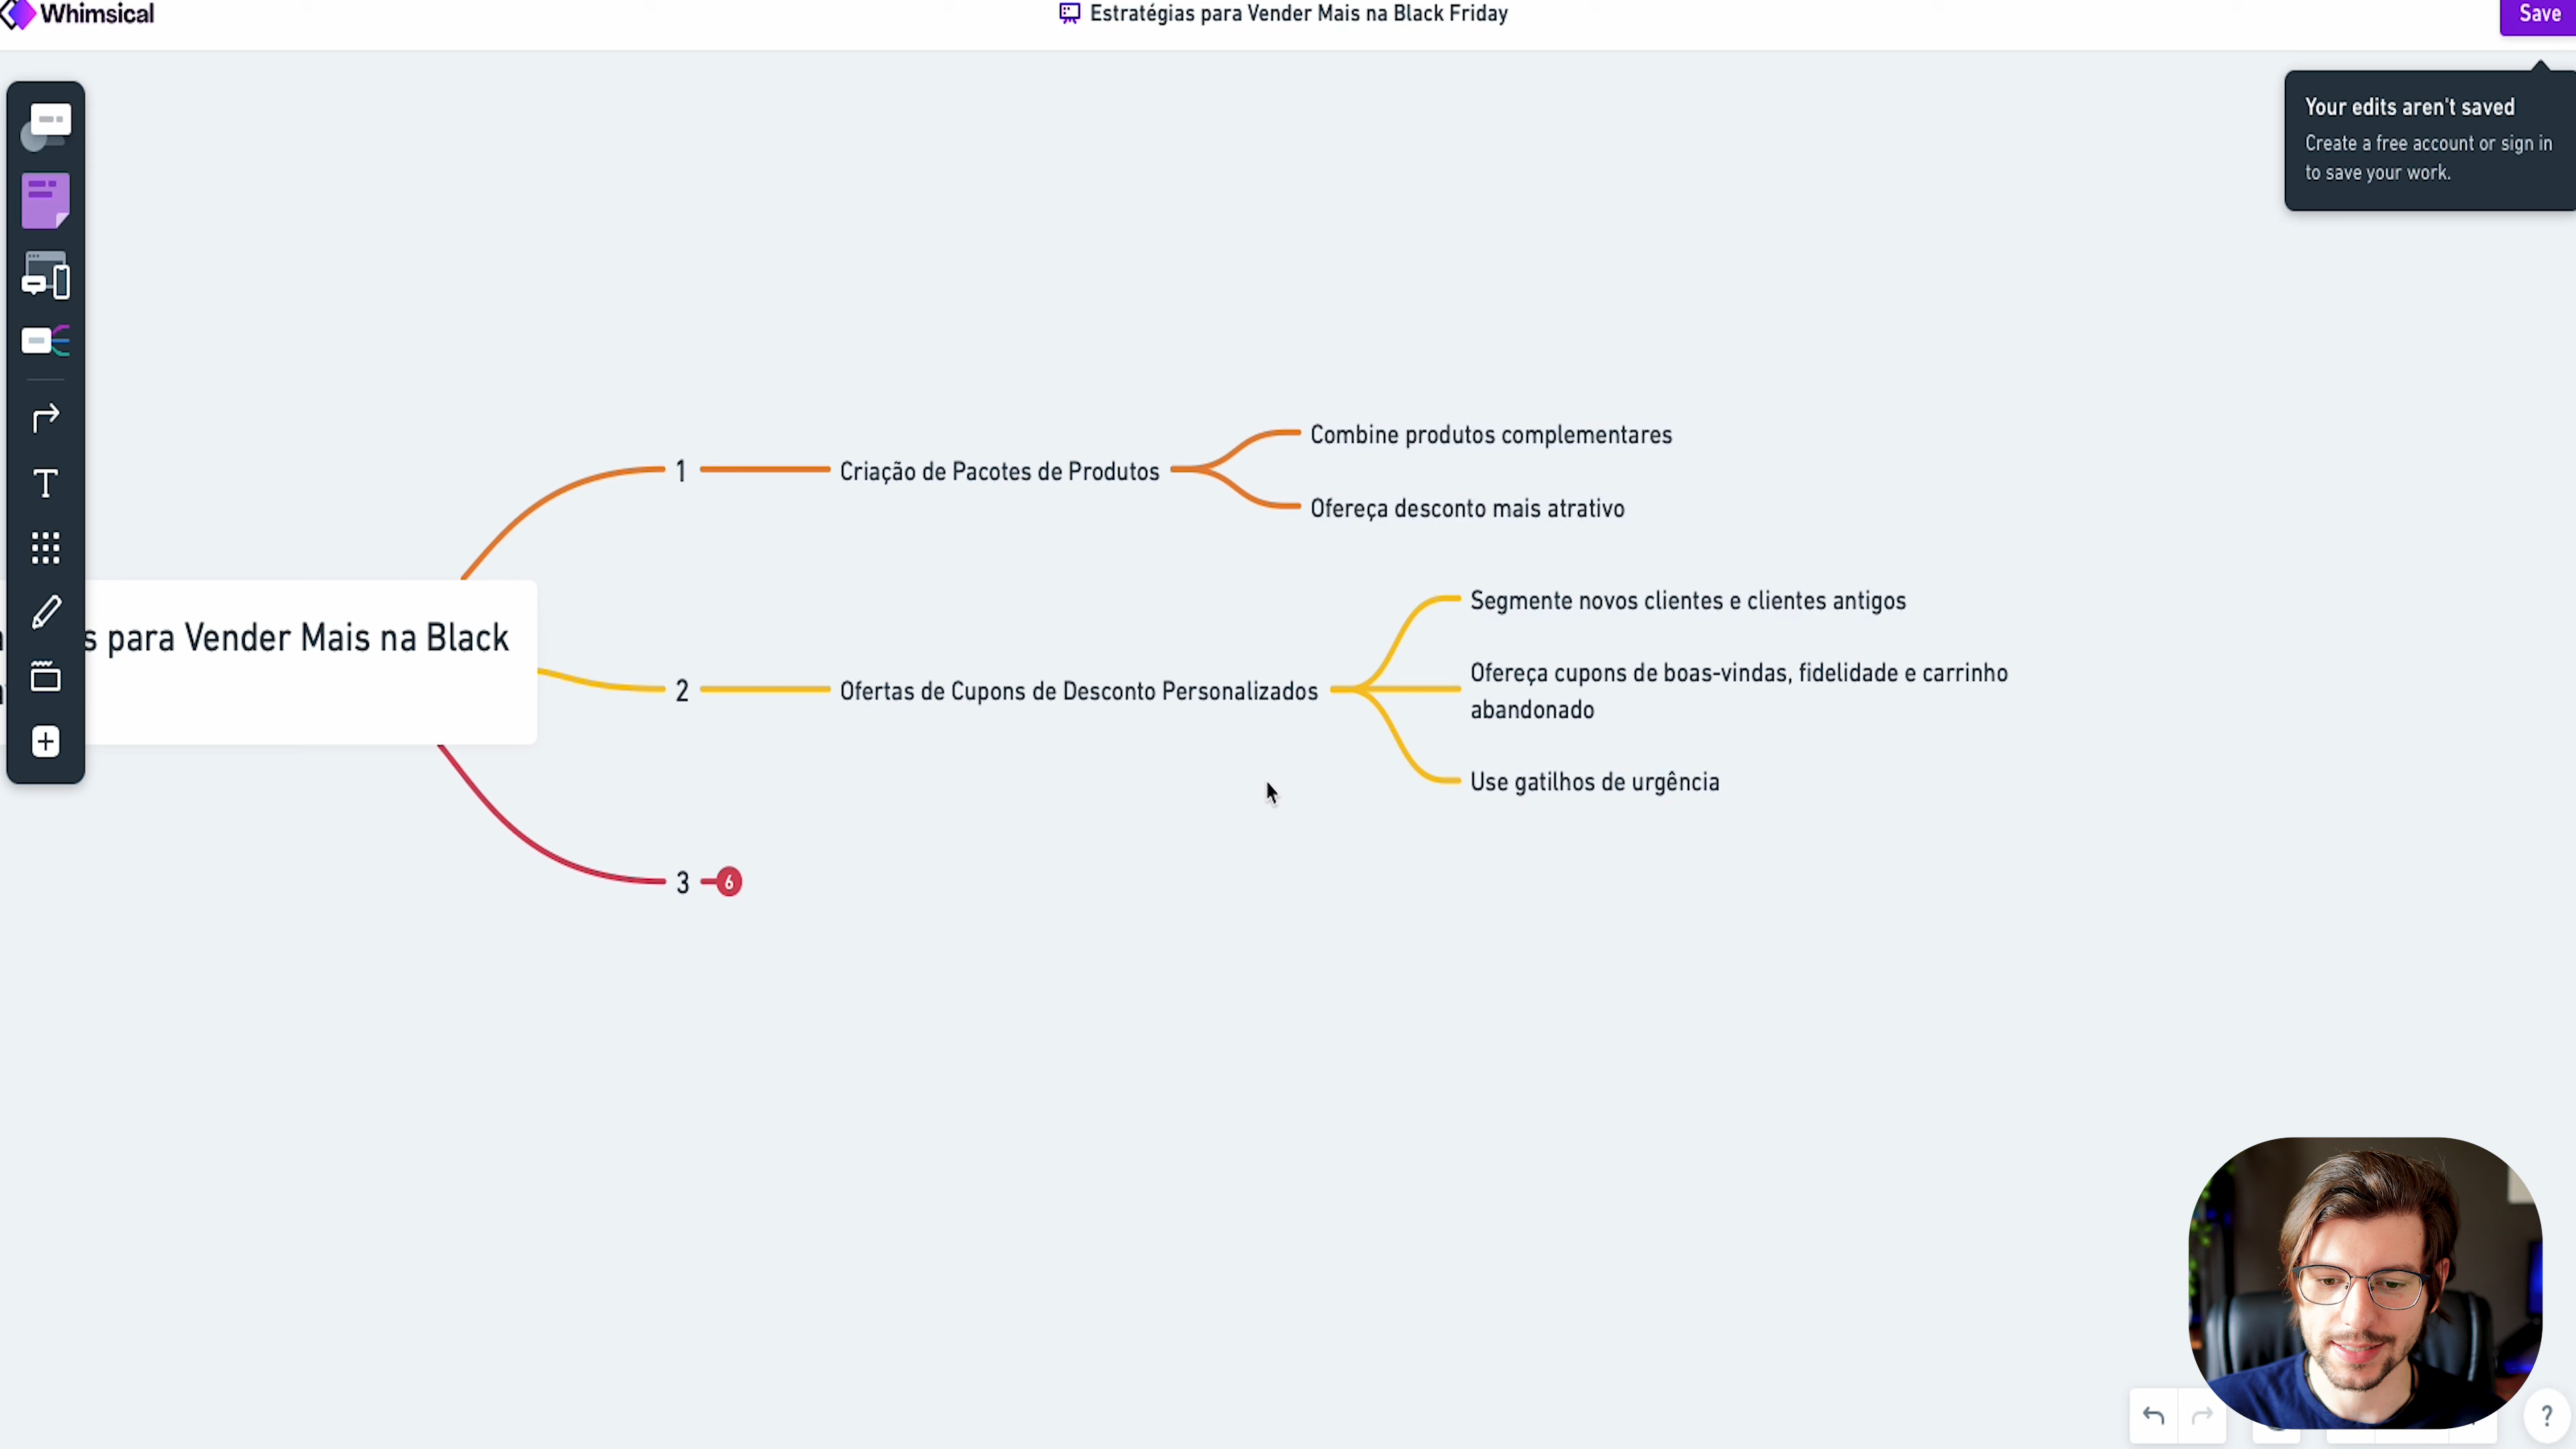 Whimsical
Estratégias para Vender Mais na Black Friday
Save
Your edits aren't saved
Create a free account or sign in
to save your work.
Combine produtos complementares
1
Criação de Pacotes de Produtos
Ofereça desconto mais atrativo
Segmente novos clientes e clientes antigos
s para Vender Mais na Black
2
Ofertas de Cupons de Desconto Personalizados
Ofereça cupons de boas-vindas, fidelidade e carrinho
abandonado
Use gatilhos de urgência
3
6
?